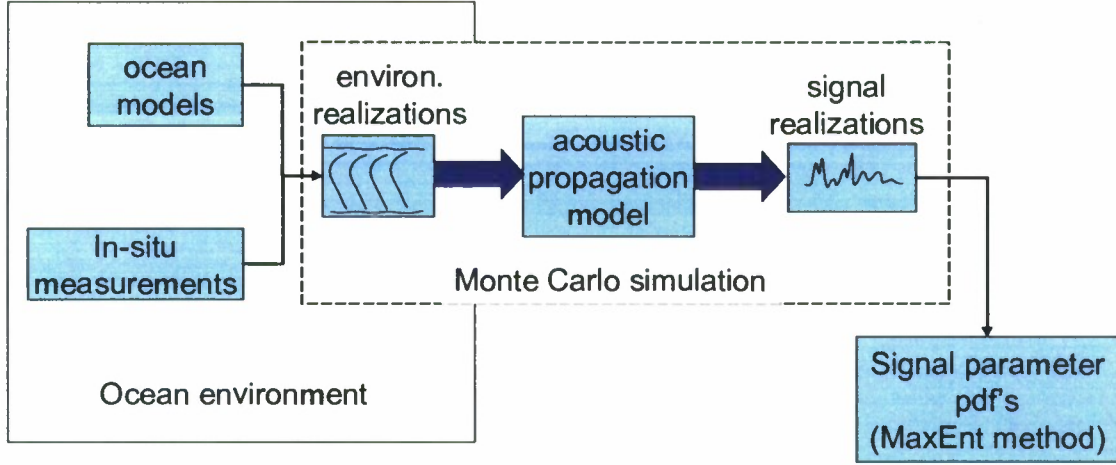 ocean
models
environ.
realizations
signal
realizations
acoustic
propagation
model
In-situ
measurements
Monte Carlo simulation
Ocean environment
Signal parameter
pdf's
(MaxEnt method)